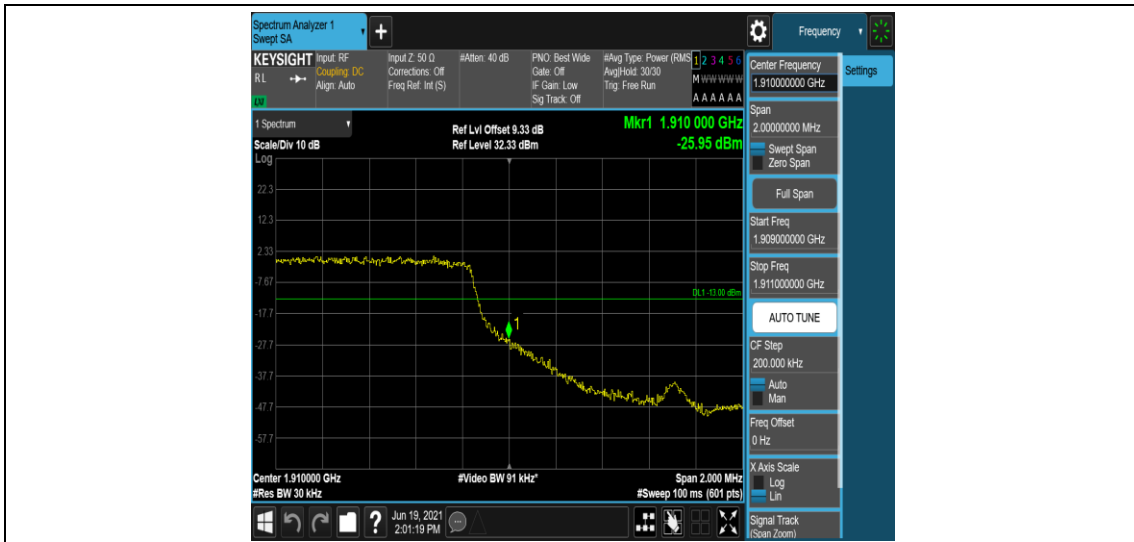 Spectrum Analyzer 1
Swept SA
+
Frequency
KEYSIGHT
RL
LXI
Input: RF
Coupling: DC
Align: Auto
Input Z: 50 Ω
Corrections: Off
Freq Ref: Int (S)
#Atten: 40 dB
PNO: Best Wide
Gate: Off
IF Gain: Low
Sig Track: Off
#Avg Type: Power (RMS
Avg|Hold: 30/30
Trig: Free Run
1 2 3 4 5 6
M W W W W W
A A A A A A
Center Frequency
1.910000000 GHz
Settings
Span
2.00000000 MHz
Swept Span
Zero Span
Full Span
Start Freq
1.909000000 GHz
Stop Freq
1.911000000 GHz
AUTO TUNE
CF Step
200.000 kHz
Auto
Man
Freq Offset
0 Hz
X Axis Scale
Log
Lin
Signal Track
(Span Zoom)
1 Spectrum
Scale/Div 10 dB
Log
Ref Lvl Offset 9.33 dB
Ref Level 32.33 dBm
Mkr1 1.910 000 GHz
-25.95 dBm
22.3
12.3
2.33
-7.67
DL1 -13.00 dBm
-17.7
1
-27.7
-37.7
-47.7
-57.7
Center 1.910000 GHz
#Res BW 30 kHz
#Video BW 91 kHz*
Span 2.000 MHz
#Sweep 100 ms (601 pts)
?
Jun 19, 2021
2:01:19 PM